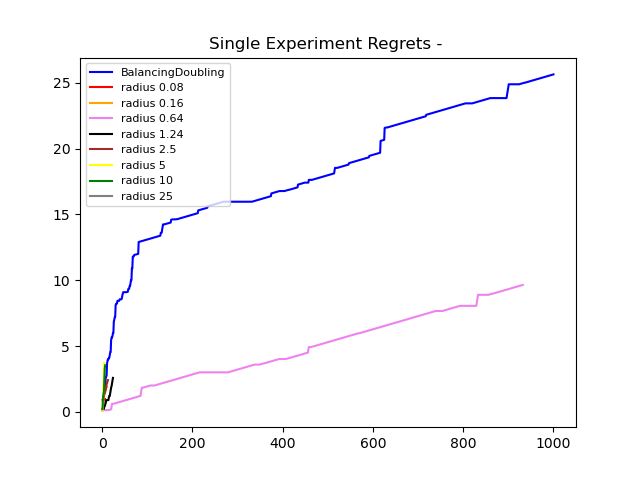 Single Experiment Regrets -
BalancingDoubling
radius 0.08
radius 0.16
radius 0.64
radius 1.24
radius 2.5
radius 5
radius 10
radius 25
25
20
15
10
5
0
0 200 400 600 800 1000